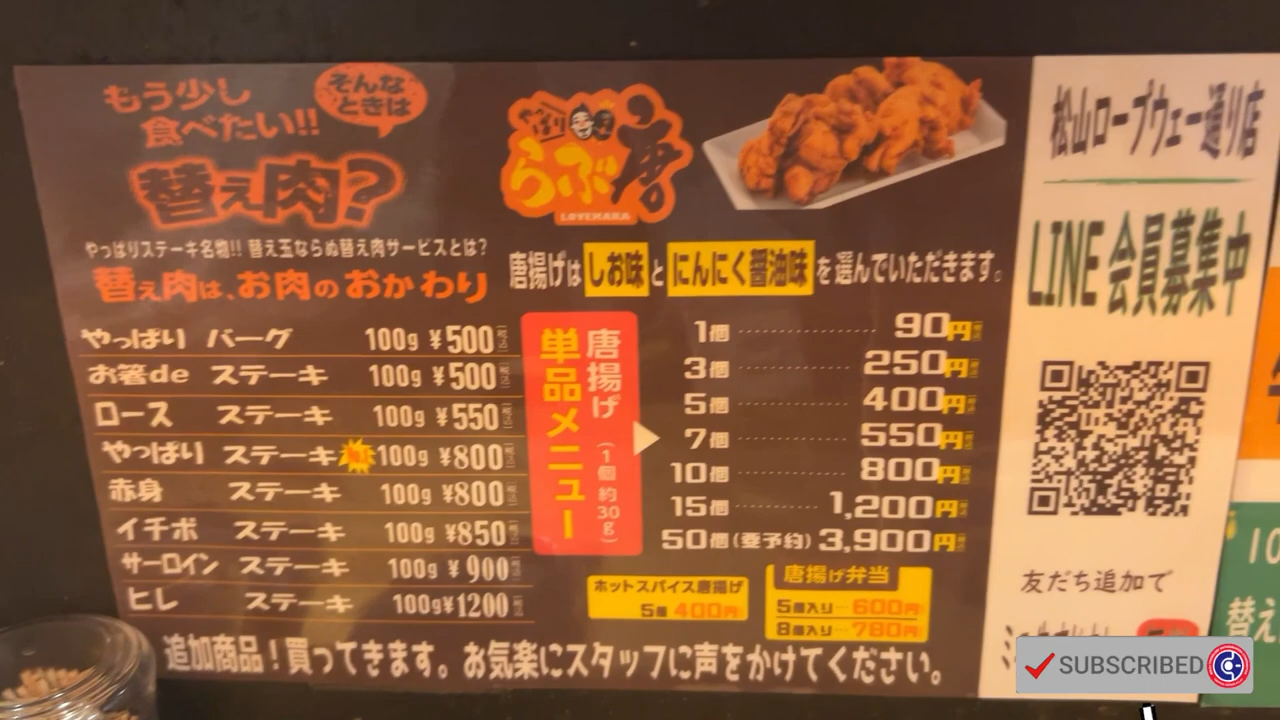 もう少し
食べたい!!
そんな
ときは
替え肉?
やっぱりステーキ名物!! 替え玉ならぬ替え肉サービスとは?
替え肉は、お肉のおかわり
やっぱり バーグ 100g ¥500
お箸de ステーキ 100g ¥500
ロース ステーキ 100g ¥550
やっぱり ステーキ 100g ¥800
赤身 ステーキ 100g ¥800
イチボ ステーキ 100g ¥850
サーロイン ステーキ 100g ¥900
ヒレ ステーキ 100g ¥1200
やっぱり
らぶ唐
LOVEKARA
唐揚げはしお味とにんにく醤油味を選んでいただきます。
唐揚げ(1個 約30g)
単品メニュー
1個 90円
3個 250円
5個 400円
7個 550円
10個 800円
15個 1,200円
50個(要予約) 3,900円
ホットスパイス唐揚げ
5個 400円
唐揚げ弁当
5個入り…600円
8個入り…780円
追加商品!買ってきます。お気楽にスタッフに声をかけてください。
松山ロープウェー通り店
LINE会員募集中
友だち追加で
10
替え
SUBSCRIBED